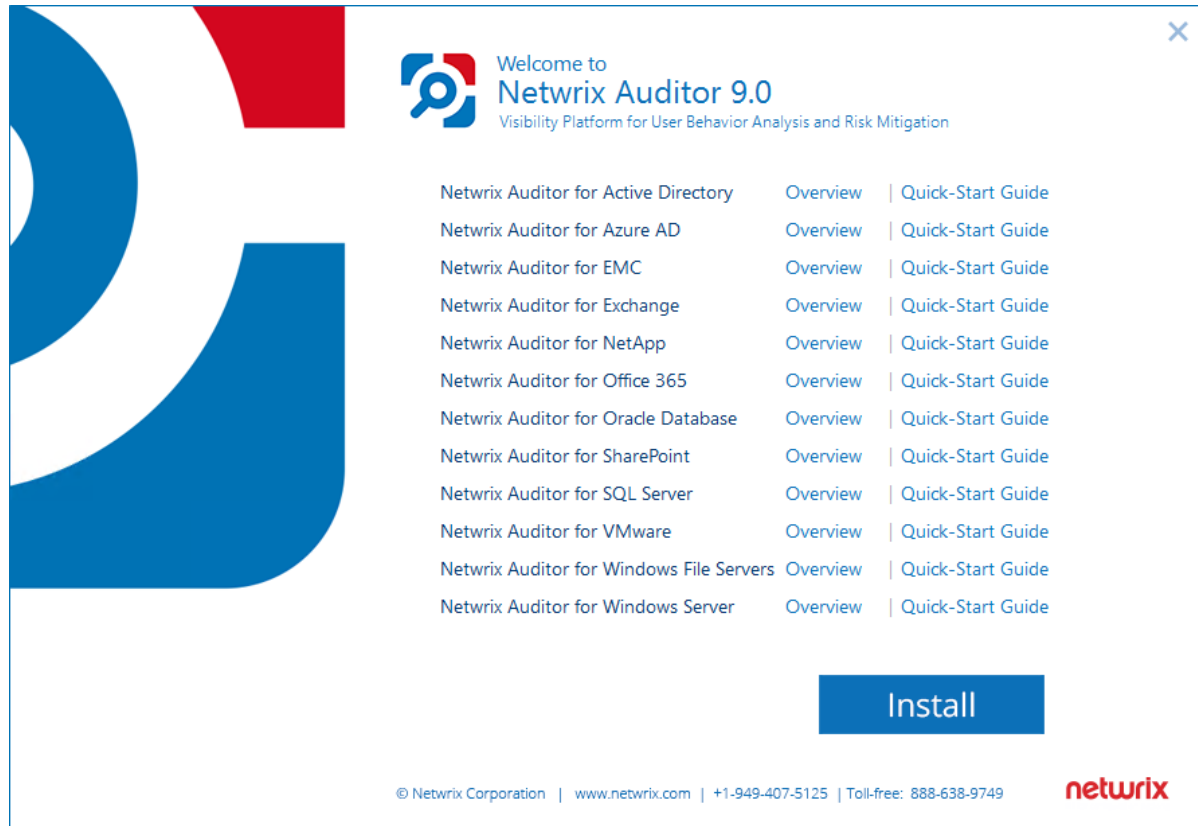 Welcome to
Netwrix Auditor 9.0
Visibility Platform for User Behavior Analysis and Risk Mitigation
Netwrix Auditor for Active Directory Overview | Quick-Start Guide
Netwrix Auditor for Azure AD Overview | Quick-Start Guide
Netwrix Auditor for EMC Overview | Quick-Start Guide
Netwrix Auditor for Exchange Overview | Quick-Start Guide
Netwrix Auditor for NetApp Overview | Quick-Start Guide
Netwrix Auditor for Office 365 Overview | Quick-Start Guide
Netwrix Auditor for Oracle Database Overview | Quick-Start Guide
Netwrix Auditor for SharePoint Overview | Quick-Start Guide
Netwrix Auditor for SQL Server Overview | Quick-Start Guide
Netwrix Auditor for VMware Overview | Quick-Start Guide
Netwrix Auditor for Windows File Servers Overview | Quick-Start Guide
Netwrix Auditor for Windows Server Overview | Quick-Start Guide
Install
© Netwrix Corporation | www.netwrix.com | +1-949-407-5125 | Toll-free: 888-638-9749
netwrix